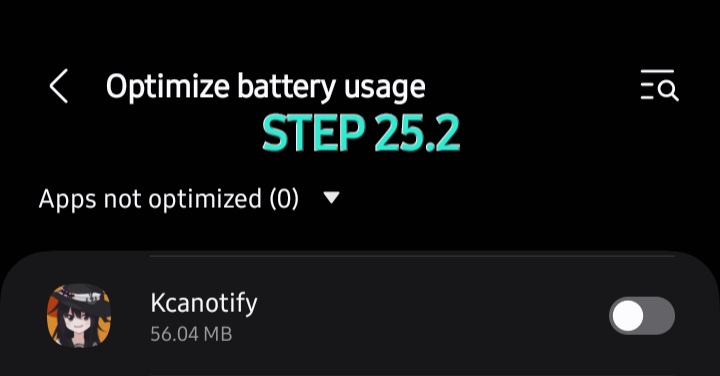 Optimize battery usage
STEP 25.2
Apps not optimized (0)
Kcanotify
56.04 MB